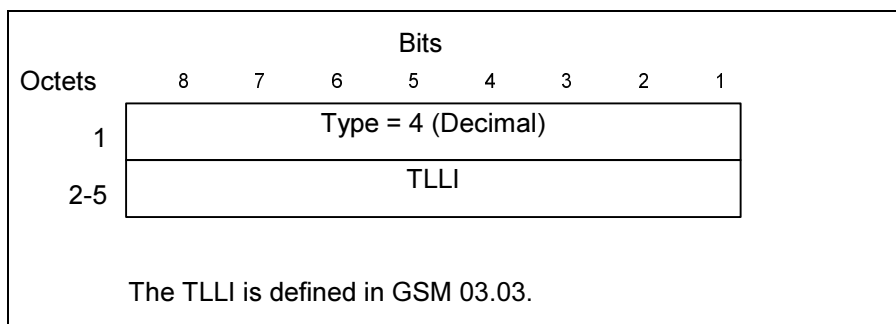 Bits
Octets 8 7 6 5 4 3 2 1
1 Type = 4 (Decimal)
2-5 TLLI
The TLLI is defined in GSM 03.03.